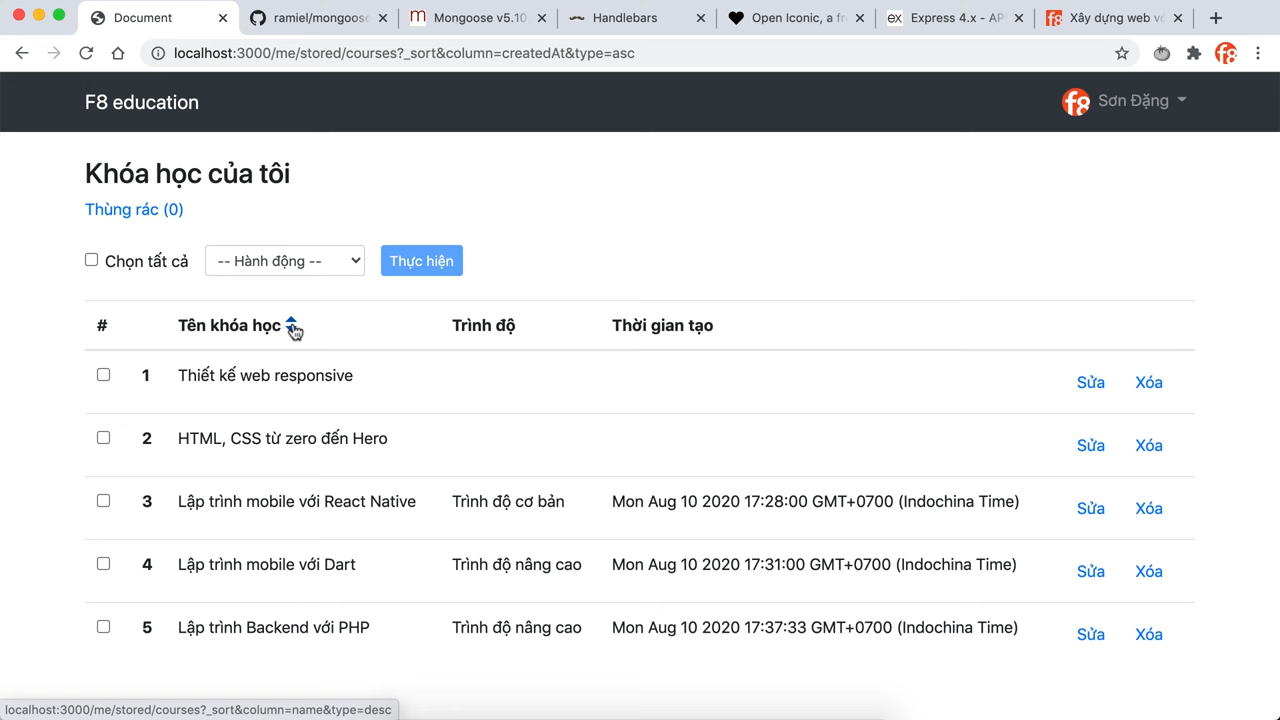 Document
ramiel/mongoose
Mongoose v5.10
Handlebars
Open Iconic, a fr
ex Express 4.x - AP
f8 Xây dựng web vớ
localhost:3000/me/stored/courses?_sort&column=createdAt&type=asc
f8
F8 education
f8 Sơn Đặng
Khóa học của tôi
Thùng rác (0)
Chọn tất cả -- Hành động -- Thực hiện
# Tên khóa học Trình độ Thời gian tạo
1 Thiết kế web responsive Sửa Xóa
2 HTML, CSS từ zero đến Hero Sửa Xóa
3 Lập trình mobile với React Native Trình độ cơ bản Mon Aug 10 2020 17:28:00 GMT+0700 (Indochina Time) Sửa Xóa
4 Lập trình mobile với Dart Trình độ nâng cao Mon Aug 10 2020 17:31:00 GMT+0700 (Indochina Time) Sửa Xóa
5 Lập trình Backend với PHP Trình độ nâng cao Mon Aug 10 2020 17:37:33 GMT+0700 (Indochina Time) Sửa Xóa
localhost:3000/me/stored/courses?_sort&column=name&type=desc